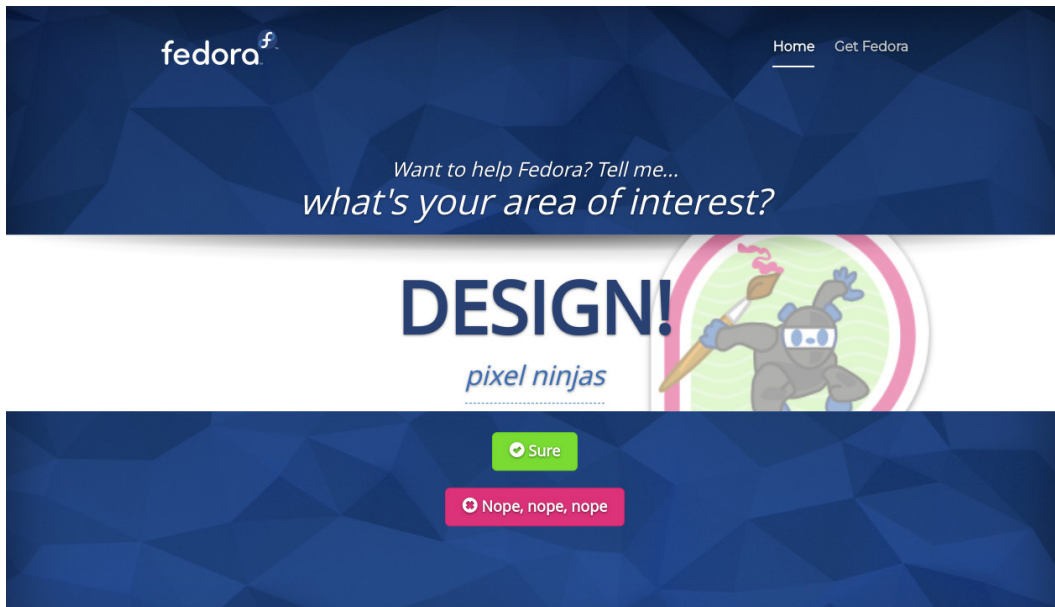 fedora
Home
Get Fedora
Want to help Fedora? Tell me...
what's your area of interest?
DESIGN!
pixel ninjas
Sure
Nope, nope, nope